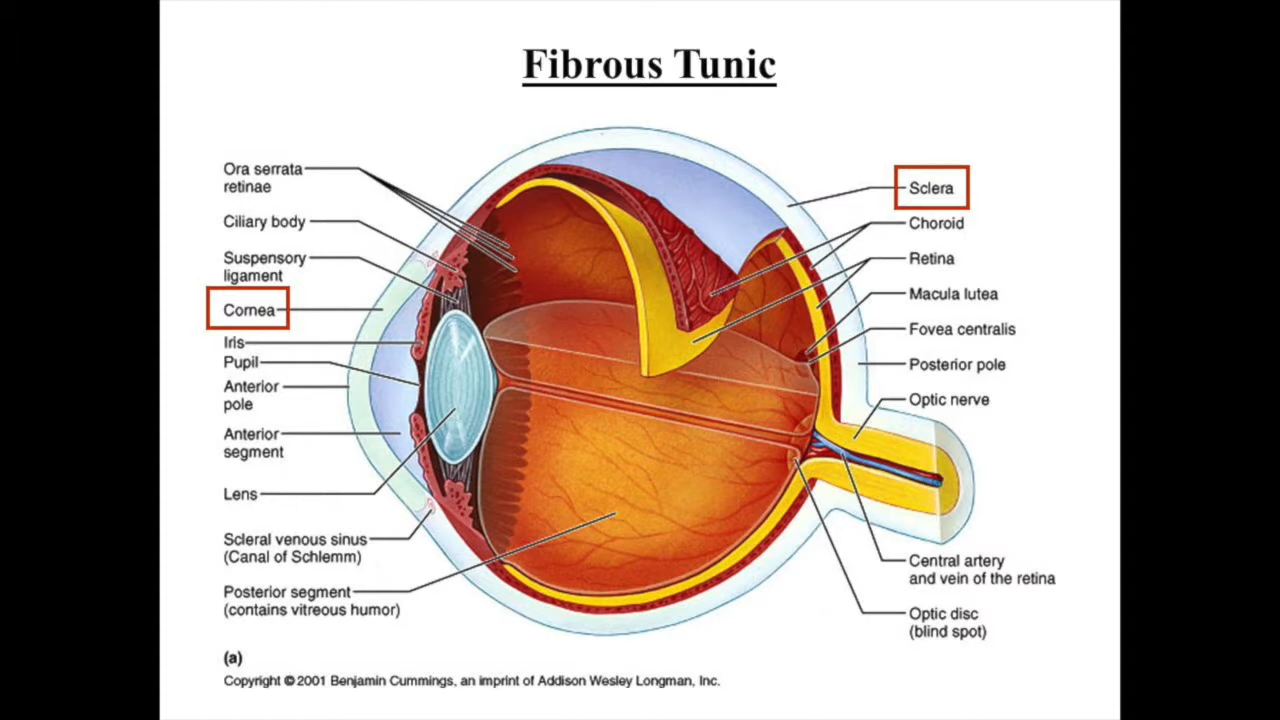 Fibrous Tunic
Ora serrata
retinae
Ciliary body
Suspensory
ligament
Cornea
Iris
Pupil
Anterior
pole
Anterior
segment
Lens
Scleral venous sinus
(Canal of Schlemm)
Posterior segment
(contains vitreous humor)
Sclera
Choroid
Retina
Macula lutea
Fovea centralis
Posterior pole
Optic nerve
Central artery
and vein of the retina
Optic disc
(blind spot)
(a)
Copyright © 2001 Benjamin Cummings, an imprint of Addison Wesley Longman, Inc.